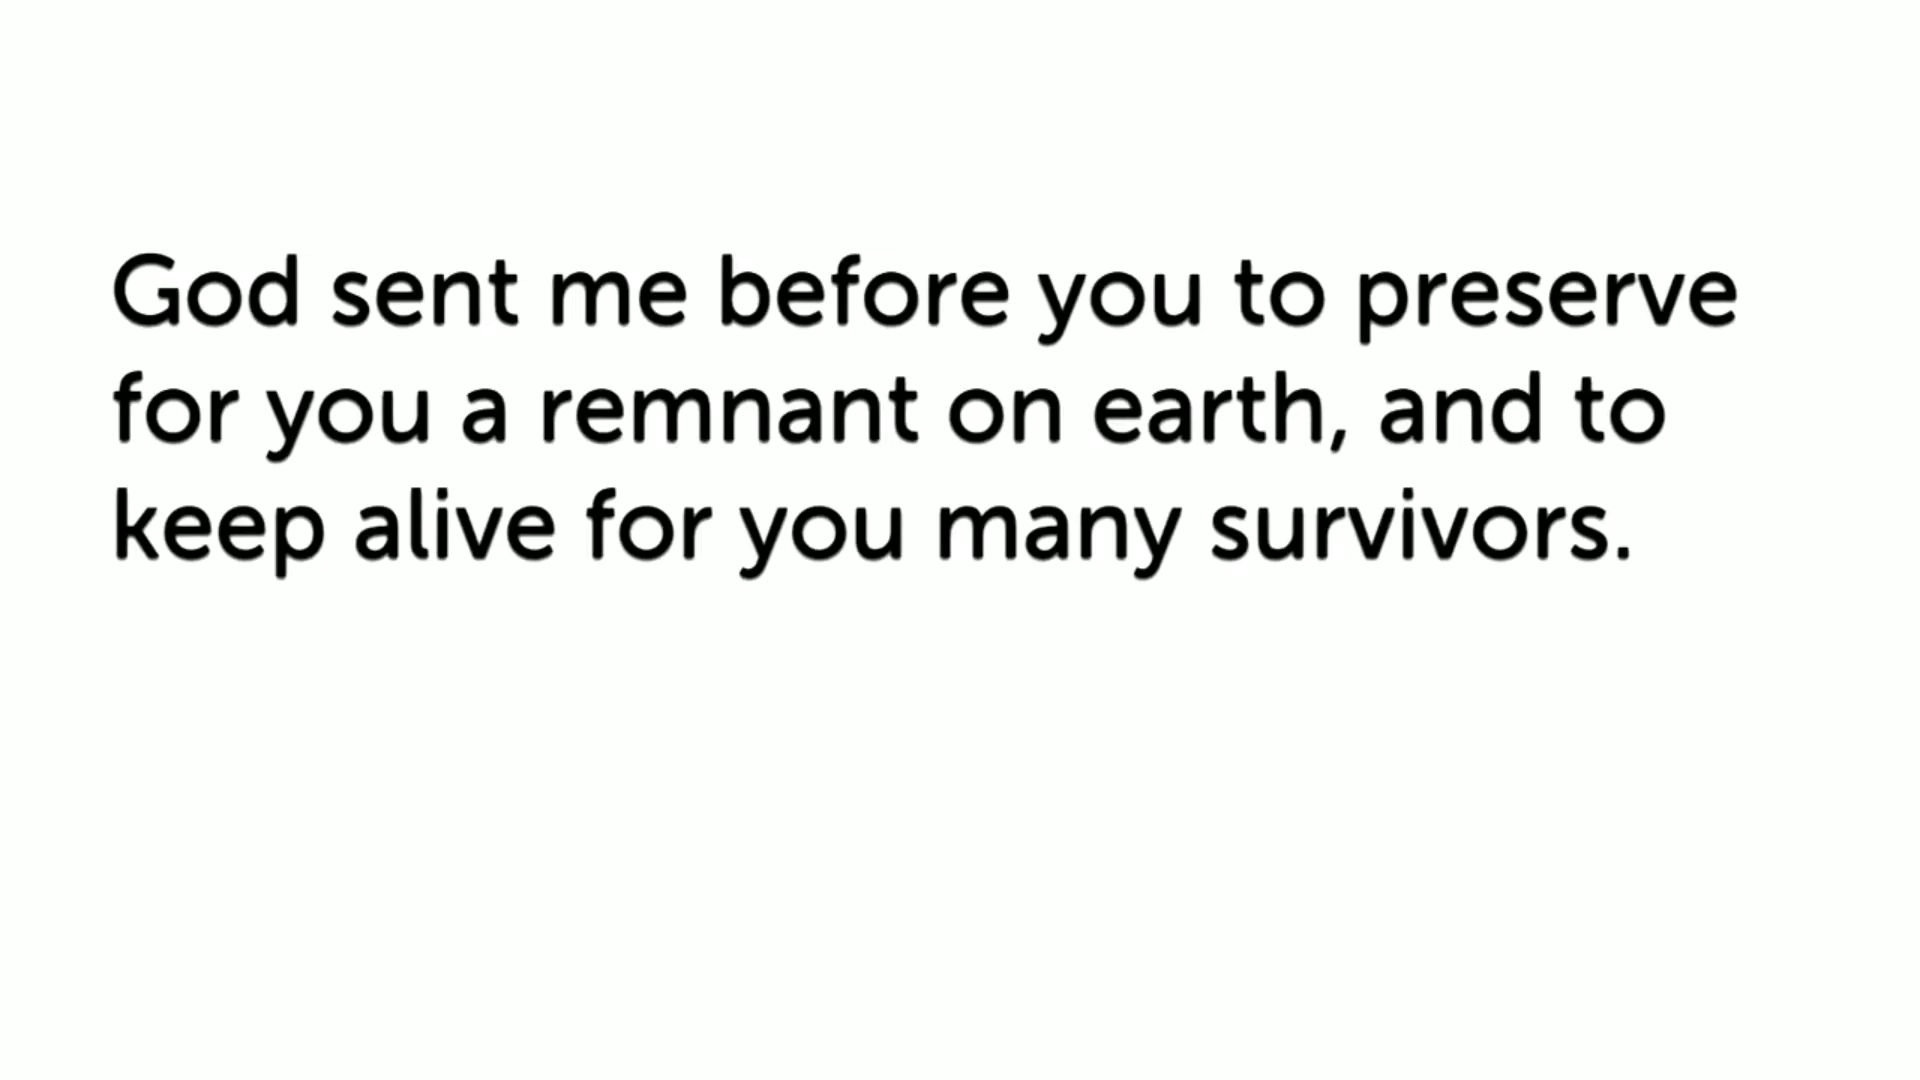 God sent me before you to preserve
for you a remnant on earth, and to
keep alive for you many survivors.